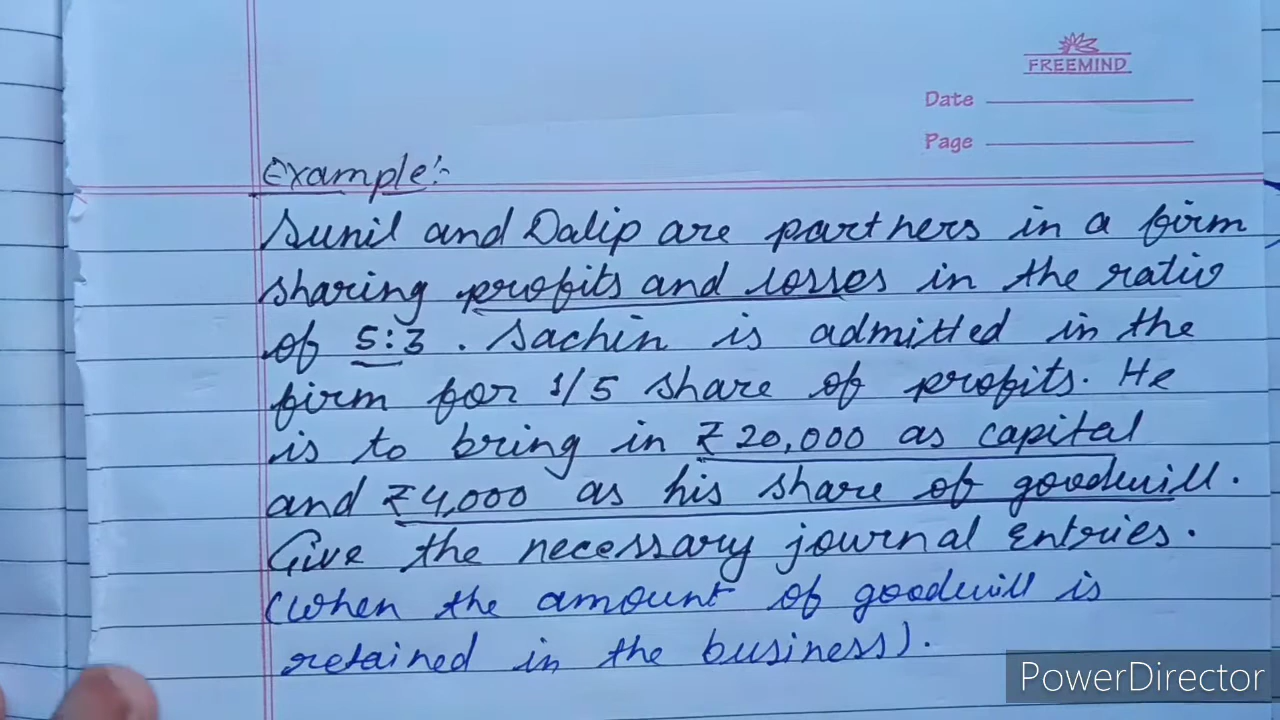 FREEMIND
Date
Page
Example:-
Sunil and Dalip are partners in a firm
sharing profits and losses in the ratio
of 5:3. Sachin is admitted in the
firm for 1/5 share of profits. He
is to bring in ₹20,000 as capital
and ₹4,000 as his share of goodwill.
Give the necessary journal entries.
(when the amount of goodwill is
retained in the business).
PowerDirector